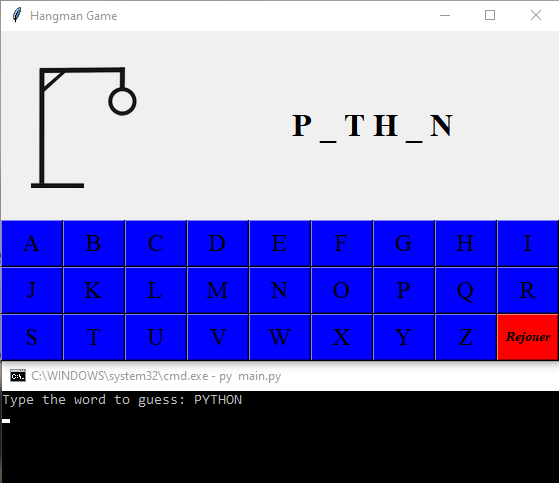 Hangman Game
P _ T H _ N
A B C D E F G H I
J K L M N O P Q R
S T U V W X Y Z Rejouer
C:\WINDOWS\system32\cmd.exe - py  main.py
Type the word to guess: PYTHON